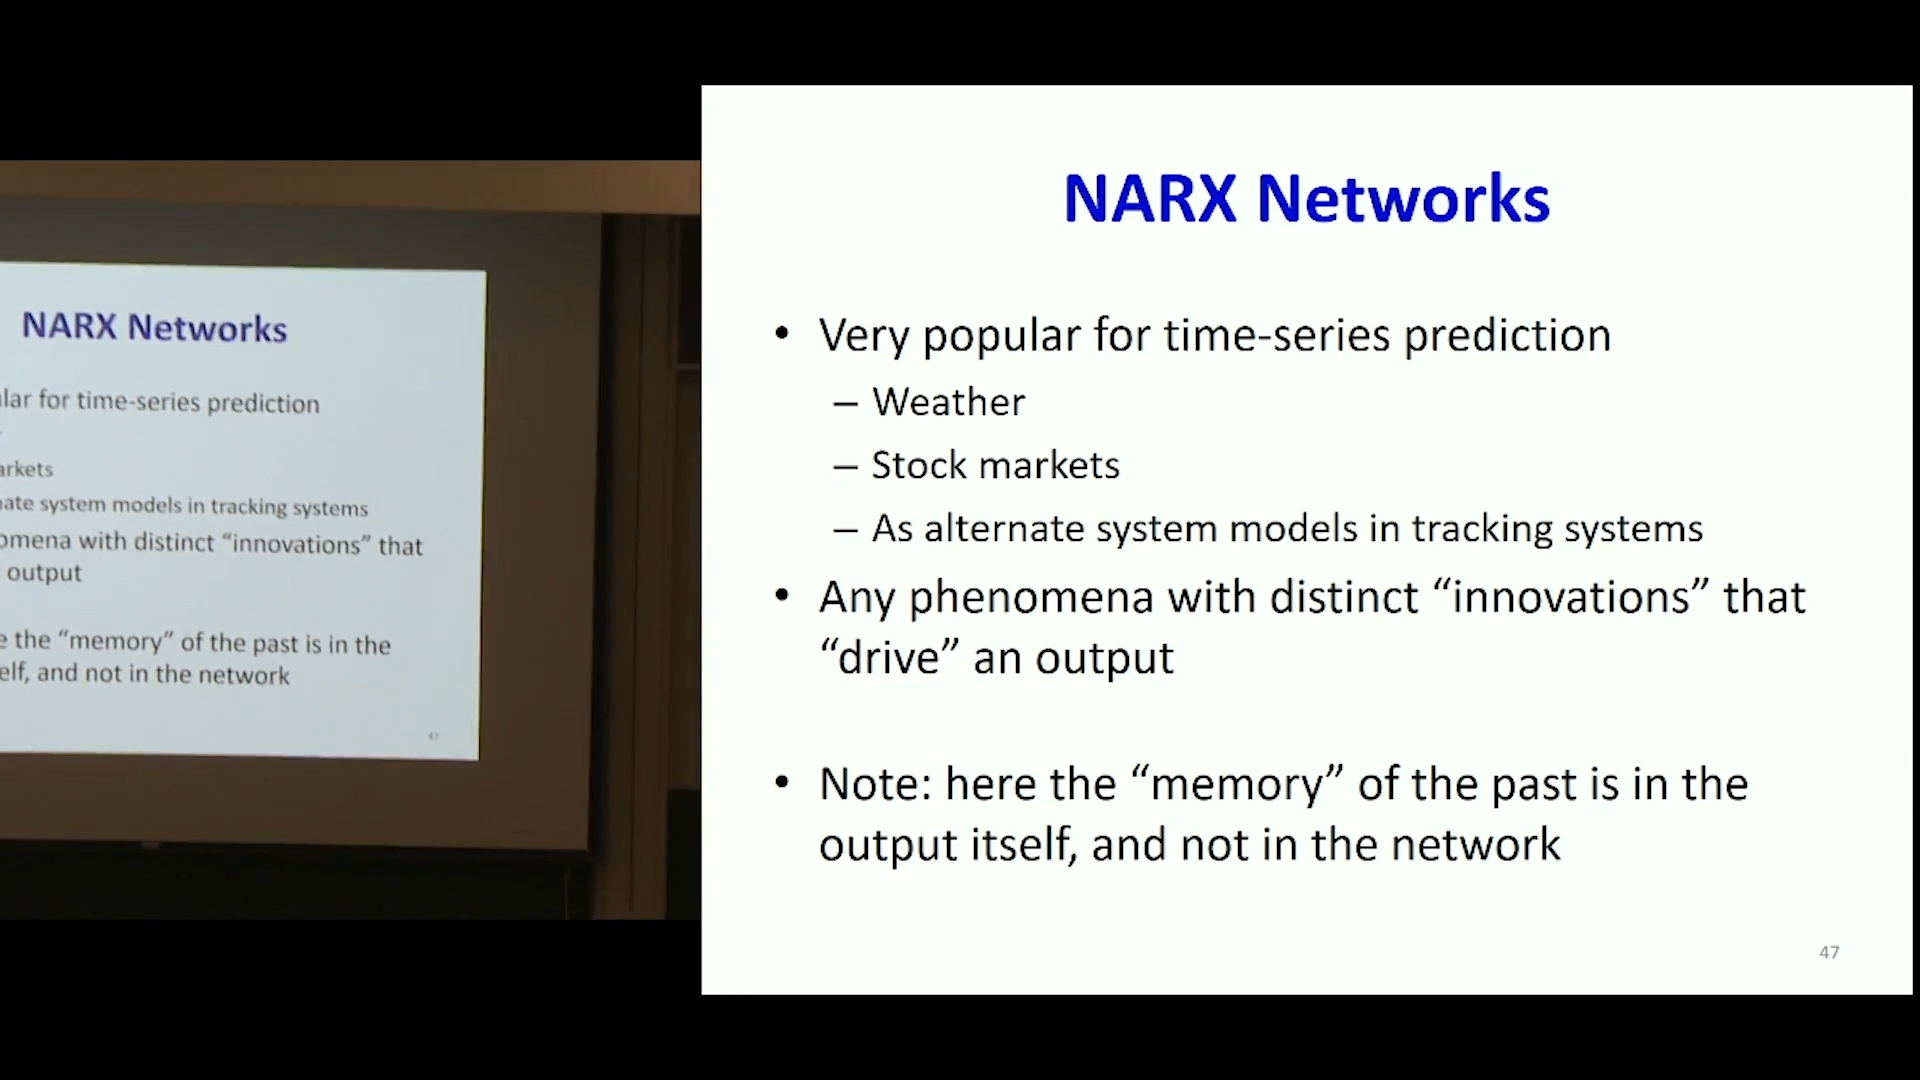 NARX Networks
lar for time-series prediction
arkets
ate system models in tracking systems
omena with distinct “innovations” that
output
e the “memory” of the past is in the
elf, and not in the network
47
NARX Networks
• Very popular for time-series prediction
– Weather
– Stock markets
– As alternate system models in tracking systems
• Any phenomena with distinct “innovations” that
“drive” an output
• Note: here the “memory” of the past is in the
output itself, and not in the network
47